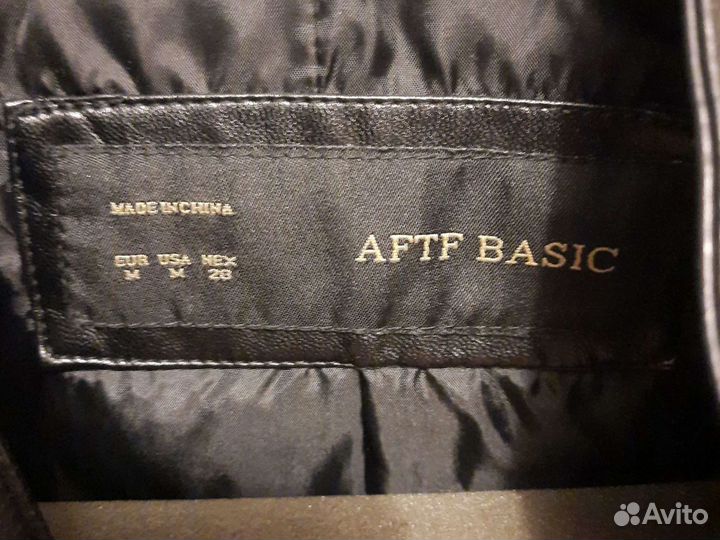 MADE IN CHINA
EUR USA MEX
M M 28
AFTF BASIC
Avito